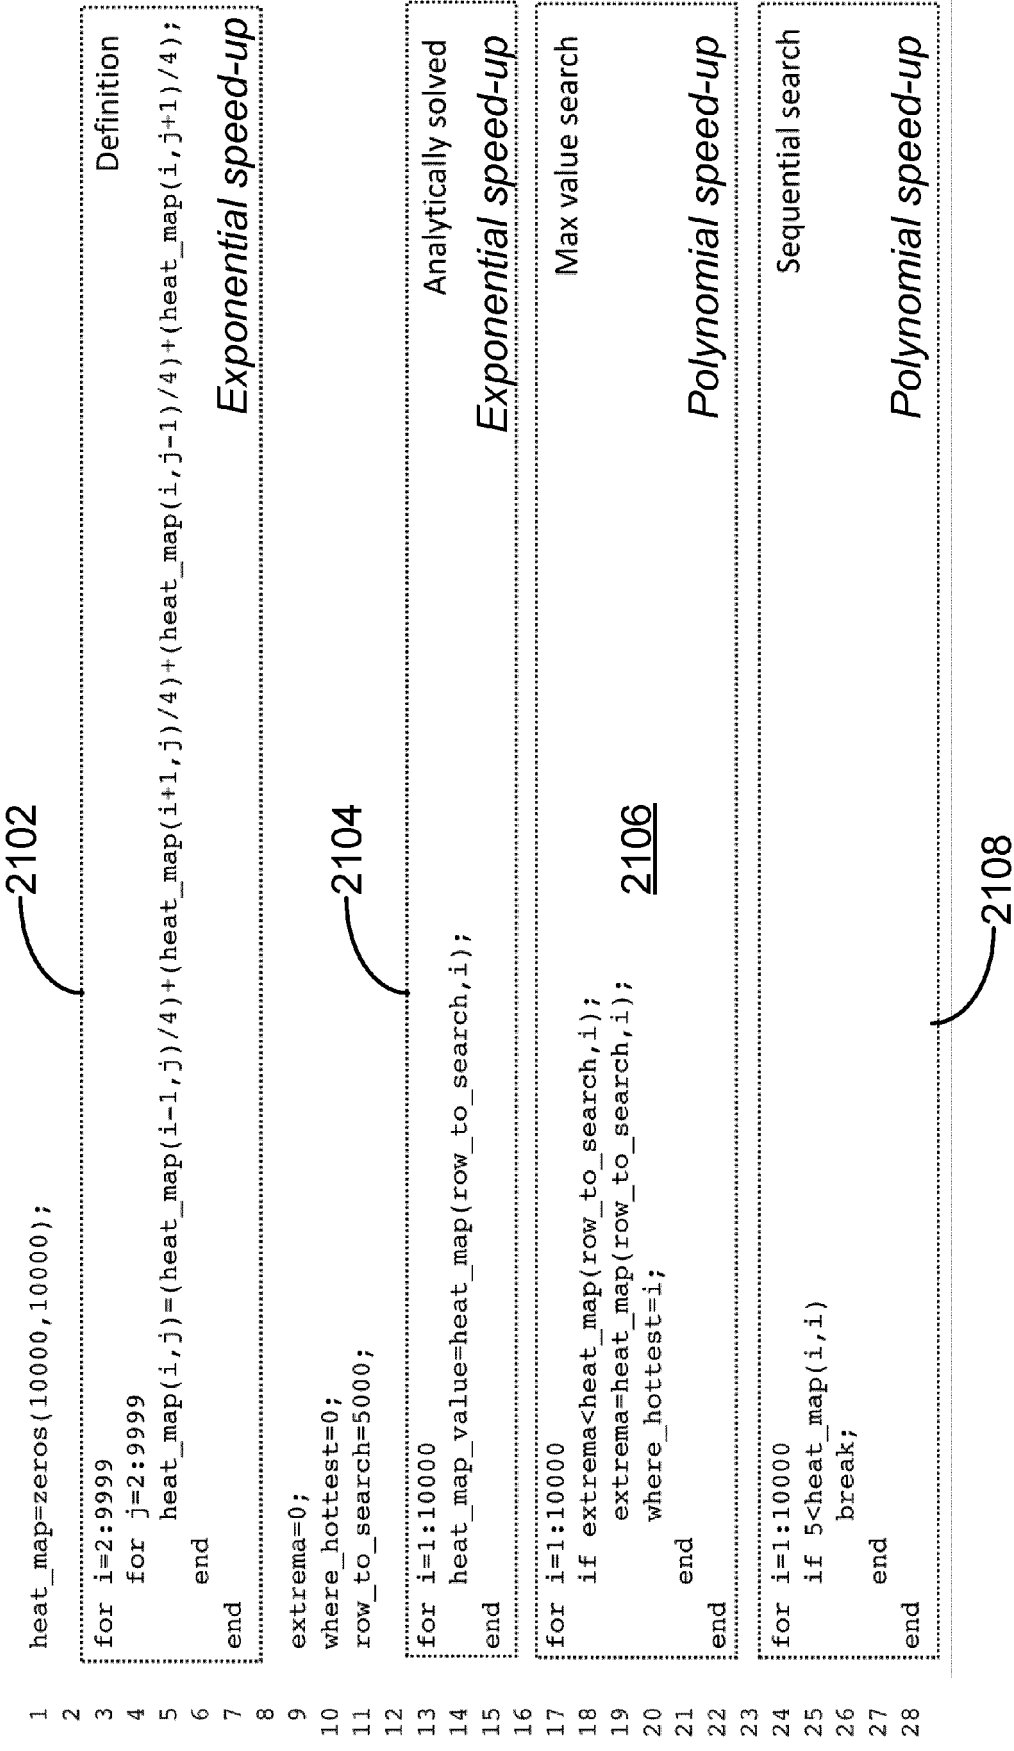 2102
1 heat_map=zeros(10000,10000);
2
3 for i=2:9999 Definition
4 for j=2:9999
5 heat_map(i,j)=(heat_map(i-1,j)/4)+(heat_map(i+1,j)/4)+(heat_map(i,j-1)/4)+(heat_map(i,j+1)/4);
6 end
7 end Exponential speed-up
8
9 extrema=0;
10 where_hottest=0;
2104
11 row_to_search=5000;
12
13 for i=1:10000 Analytically solved
14 heat_map_value=heat_map(row_to_search,i);
15 end Exponential speed-up
16
17 for i=1:10000 Max value search
18 if extrema<heat_map(row_to_search,i);
19 extrema=heat_map(row_to_search,i);
2106
20 where_hottest=i;
21 end
22 end Polynomial speed-up
23
24 for i=1:10000 Sequential search
25 if 5<heat_map(i,i)
26 break;
27 end
28 end Polynomial speed-up
2108